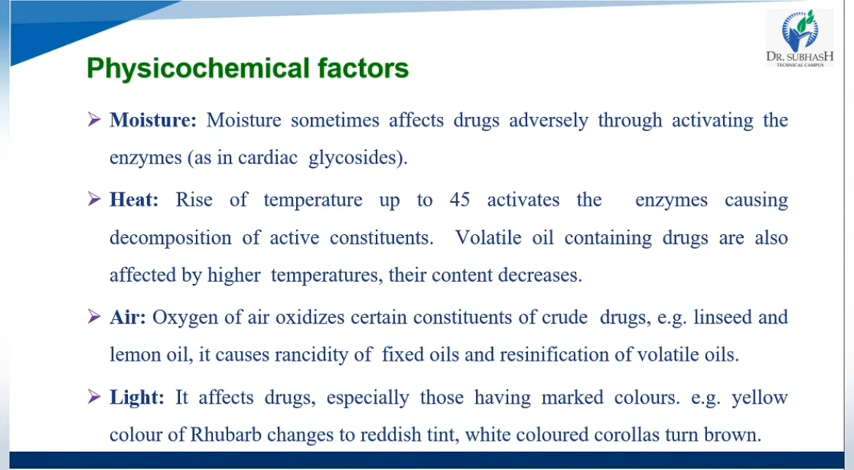 DR. SUBHASH
TECHNICAL CAMPUS
Physicochemical factors
➢ Moisture: Moisture sometimes affects drugs adversely through activating the
enzymes (as in cardiac glycosides).
➢ Heat: Rise of temperature up to 45 activates the enzymes causing
decomposition of active constituents. Volatile oil containing drugs are also
affected by higher temperatures, their content decreases.
➢ Air: Oxygen of air oxidizes certain constituents of crude drugs, e.g. linseed and
lemon oil, it causes rancidity of fixed oils and resinification of volatile oils.
➢ Light: It affects drugs, especially those having marked colours. e.g. yellow
colour of Rhubarb changes to reddish tint, white coloured corollas turn brown.